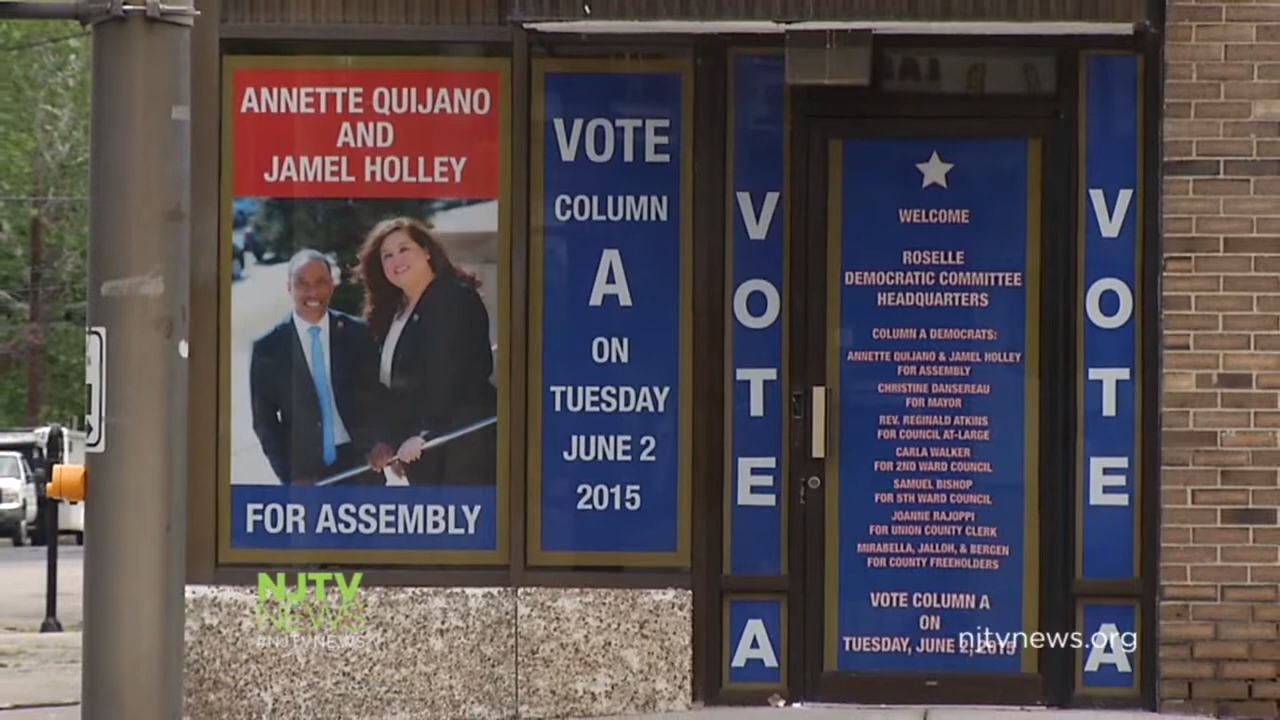 ANNETTE QUIJANO
AND
JAMEL HOLLEY
FOR ASSEMBLY
VOTE
COLUMN
A
ON
TUESDAY
JUNE 2
2015
VOTE
A
WELCOME
ROSELLE
DEMOCRATIC COMMITTEE
HEADQUARTERS
COLUMN A DEMOCRATS:
ANNETTE QUIJANO & JAMEL HOLLEY
FOR ASSEMBLY
CHRISTINE DANSEREAU
FOR MAYOR
REV. REGINALD ATKINS
FOR COUNCIL AT-LARGE
CARLA WALKER
FOR 2ND WARD COUNCIL
SAMUEL BISHOP
FOR 5TH WARD COUNCIL
JOANNE RAJOPPI
FOR UNION COUNTY CLERK
MIRABELLA, JALLOH, & BERGEN
FOR COUNTY FREEHOLDERS
VOTE COLUMN A
ON
TUESDAY, JUNE 2, 2015
VOTE
A
NJTV
NEWS
#NJTVNEWS
njtvnews.org